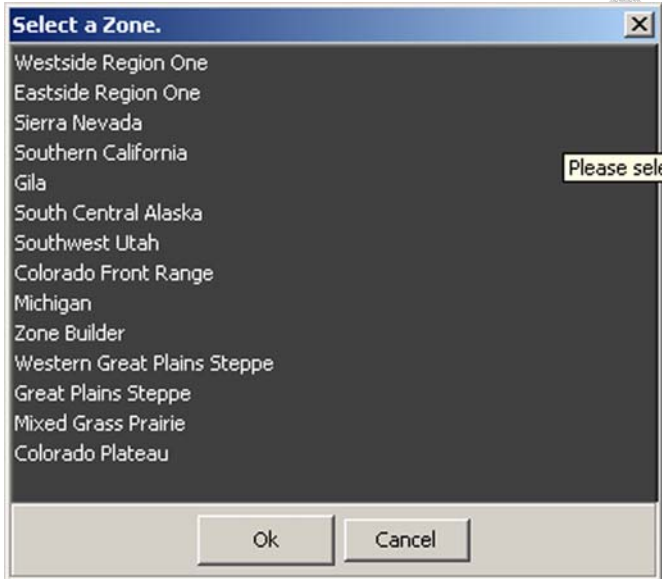 Select a Zone.
Westside Region One
Eastside Region One
Sierra Nevada
Southern California
Please
Gila
South Central Alaska
Southwest Utah
Colorado Front Range
Michigan
Zone Builder
Western Great Plains Steppe
Great Plains Steppe
Mixed Grass Prairie
Colorado Plateau
Ok Cancel